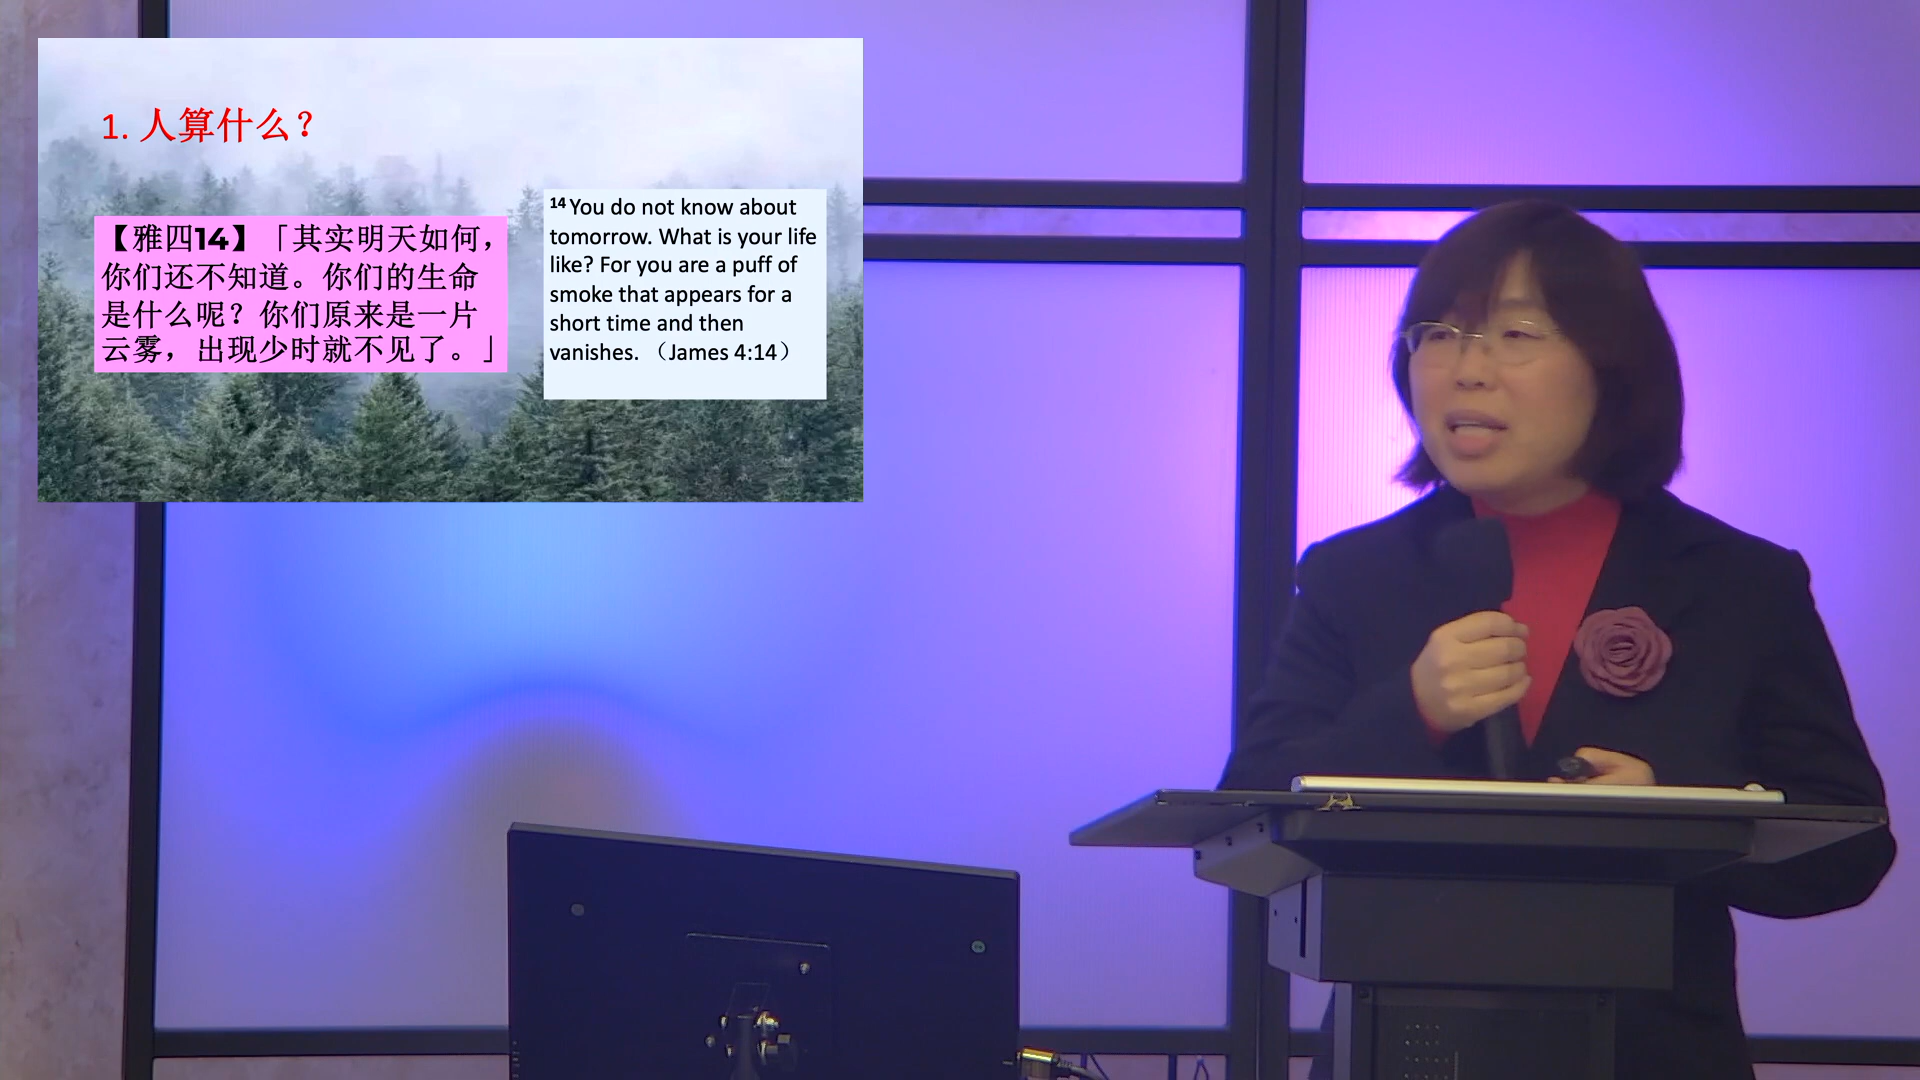 1. 人算什么？
【雅四14】「其实明天如何，
你们还不知道。你们的生命
是什么呢？你们原来是一片
云雾，出现少时就不见了。」
14 You do not know about
tomorrow. What is your life
like? For you are a puff of
smoke that appears for a
short time and then
vanishes. （James 4:14）